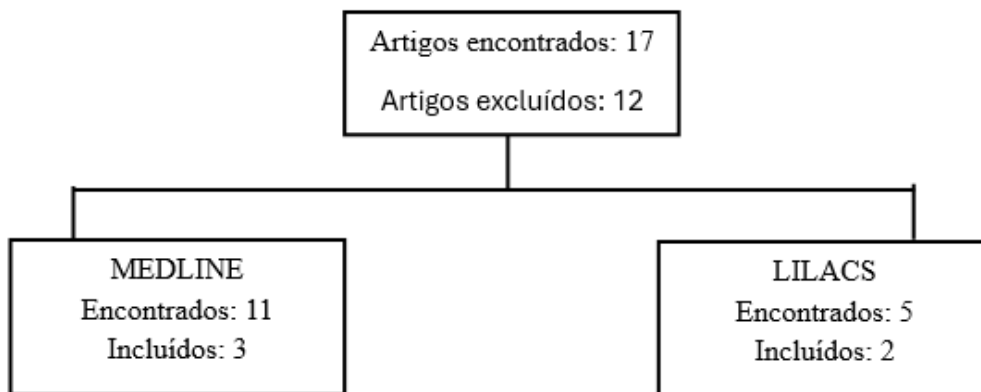 Artigos encontrados: 17
Artigos excluídos: 12
MEDLINE
Encontrados: 11
Incluídos: 3
LILACS
Encontrados: 5
Incluídos: 2